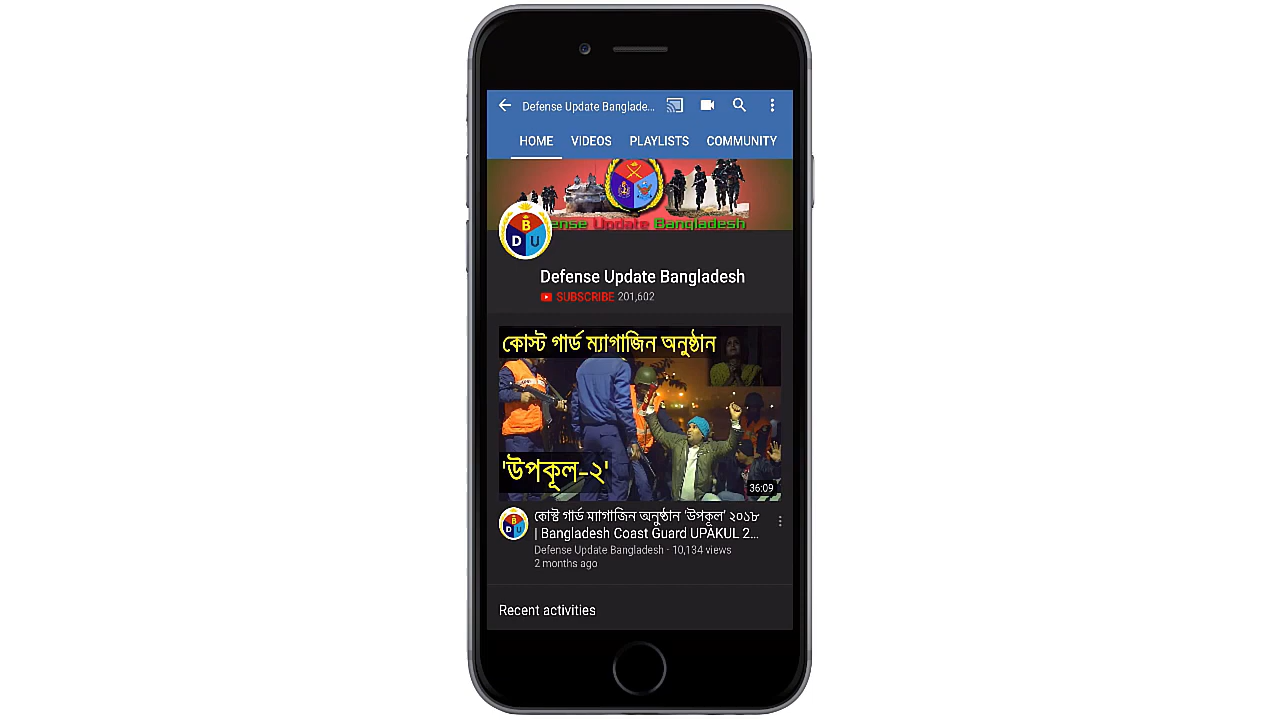 Defense Update Banglade...
HOME VIDEOS PLAYLISTS COMMUNITY
ense Update Bangladesh
B
D U
Defense Update Bangladesh
SUBSCRIBE 201,602
কোস্ট গার্ড ম্যাগাজিন অনুষ্ঠান
'উপকূল-২'
36:09
B
D U
কোস্ট গার্ড ম্যাগাজিন অনুষ্ঠান 'উপকূল' ২০১৮
| Bangladesh Coast Guard UPAKUL 2...
Defense Update Bangladesh - 10,134 views
2 months ago
Recent activities